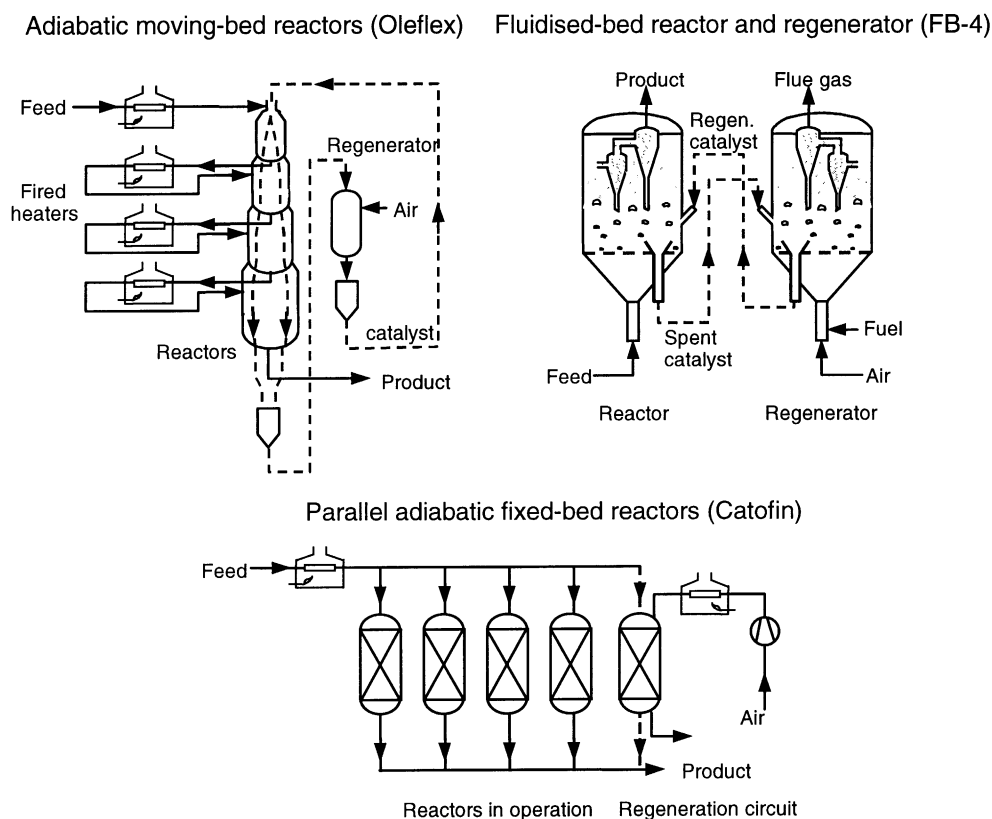 Adiabatic moving-bed reactors (Oleflex)
Feed
Fired
heaters
Regenerator
Air
catalyst
Reactors
Product
Fluidised-bed reactor and regenerator (FB-4)
Product
Flue gas
Regen.
catalyst
Spent
catalyst
Fuel
Feed
Air
Reactor
Regenerator
Parallel adiabatic fixed-bed reactors (Catofin)
Feed
Air
Product
Reactors in operation
Regeneration circuit